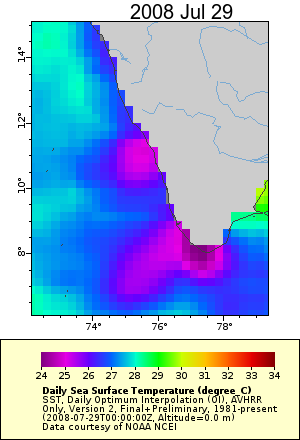 2008 Jul 29
14°
12°
10°
8°
74° 76° 78°
24 25 26 27 28 29 30 31 32 33 34
Daily Sea Surface Temperature (degree_C)
SST, Daily Optimum Interpolation (OI), AVHRR
Only, Version 2, Final+Preliminary, 1981-present
(2008-07-29T00:00:00Z, Altitude=0.0 m)
Data courtesy of NOAA NCEI